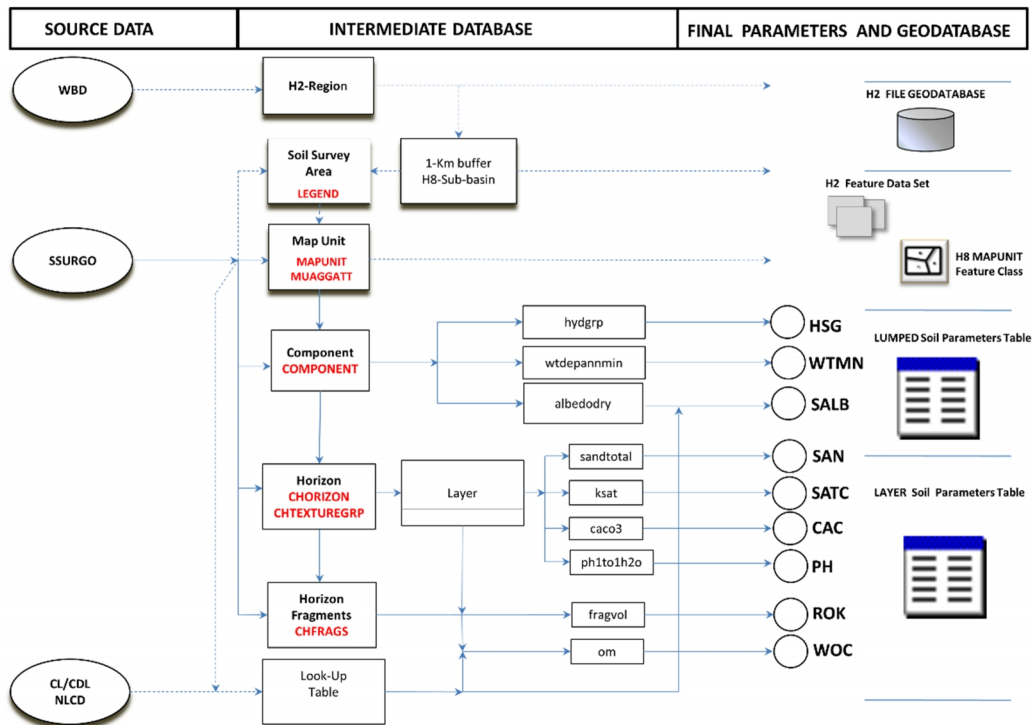 SOURCE DATA
INTERMEDIATE DATABASE
FINAL PARAMETERS AND GEODATABASE
WBD
H2-Region
H2 FILE GEODATABASE
Soil Survey
Area
LEGEND
1-Km buffer
H8-Sub-basin
H2 Feature Data Set
SSURGO
Map Unit
MAPUNIT
MUAGGATT
H8 MAPUNIT
Feature Class
Component
COMPONENT
hydgrp
HSG
wtdepannmin
WTMN
albedodry
SALB
LUMPED Soil Parameters Table
Horizon
CHORIZON
CHTEXTUREGRP
Layer
sandtotal
SAN
ksat
SATC
caco3
CAC
ph1to1h2o
PH
LAYER Soil Parameters Table
Horizon
Fragments
CHFRAGS
fragvol
ROK
om
WOC
CL/CDL
NLCD
Look-Up
Table